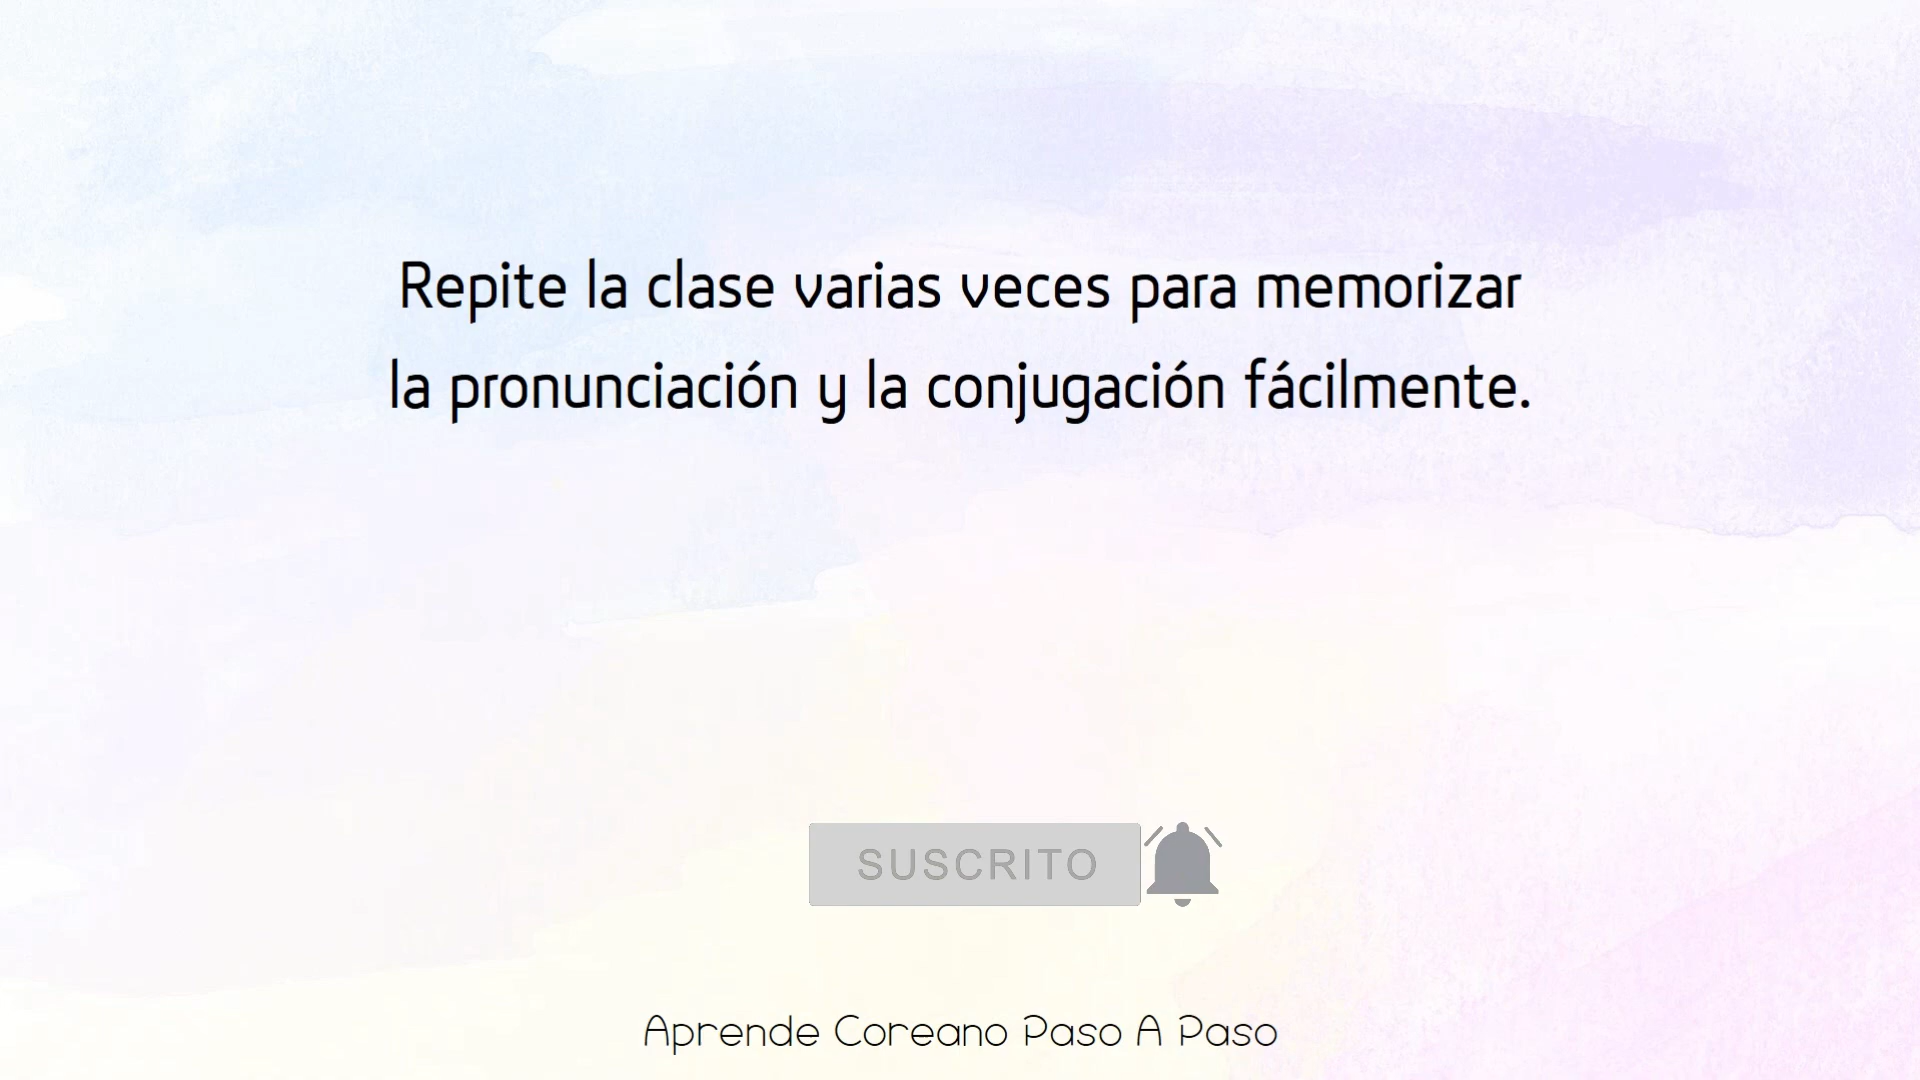 Repite la clase varias veces para memorizar
la pronunciación y la conjugación fácilmente.
SUSCRITO
Aprende Coreano Paso A Paso